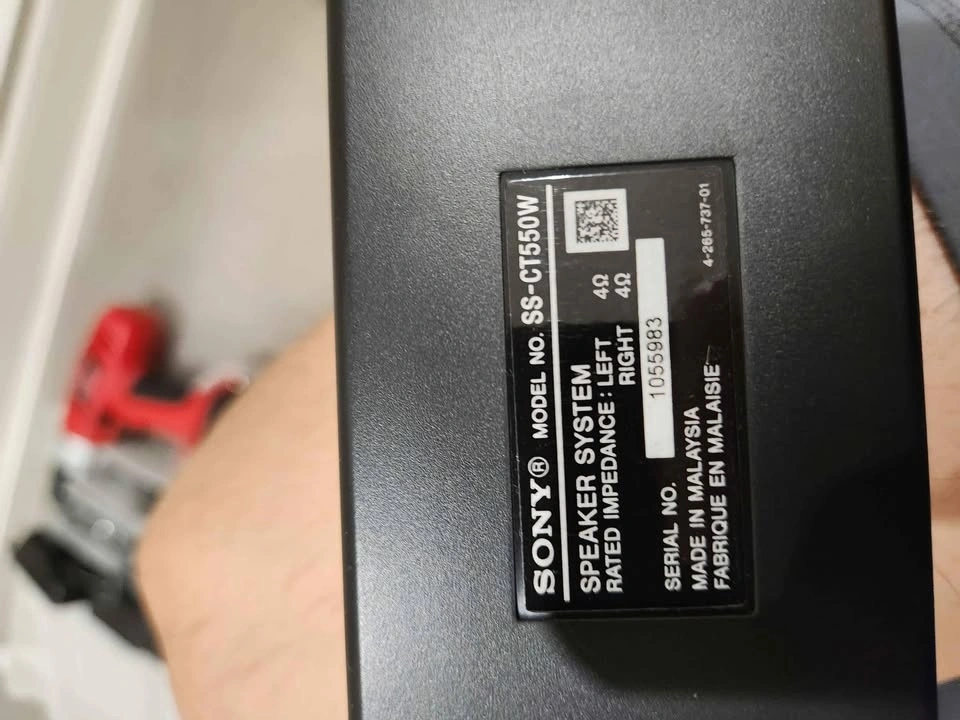 SONY® MODEL NO. SS-CT550W
SPEAKER SYSTEM
RATED IMPEDANCE: LEFT 4Ω
RIGHT 4Ω
SERIAL NO. 1055983
MADE IN MALAYSIA
FABRIQUE EN MALAISIE
4-265-737-01